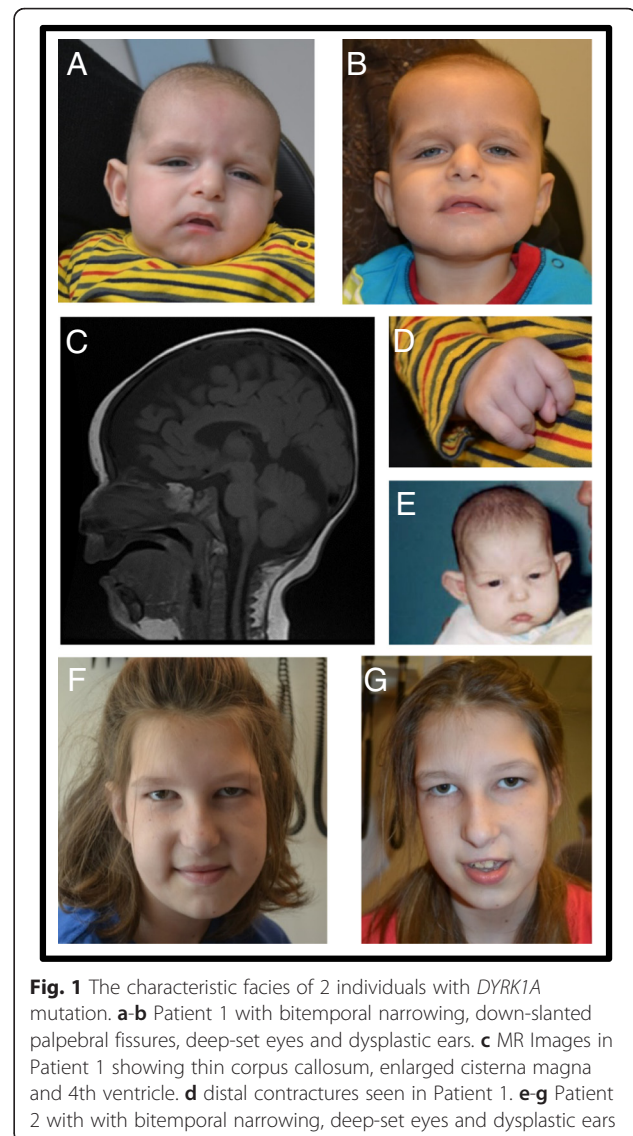 A
B
C
D
E
F
G
Fig. 1 The characteristic facies of 2 individuals with DYRK1A
mutation. a-b Patient 1 with bitemporal narrowing, down-slanted
palpebral fissures, deep-set eyes and dysplastic ears. c MR Images in
Patient 1 showing thin corpus callosum, enlarged cisterna magna
and 4th ventricle. d distal contractures seen in Patient 1. e-g Patient
2 with with bitemporal narrowing, deep-set eyes and dysplastic ears